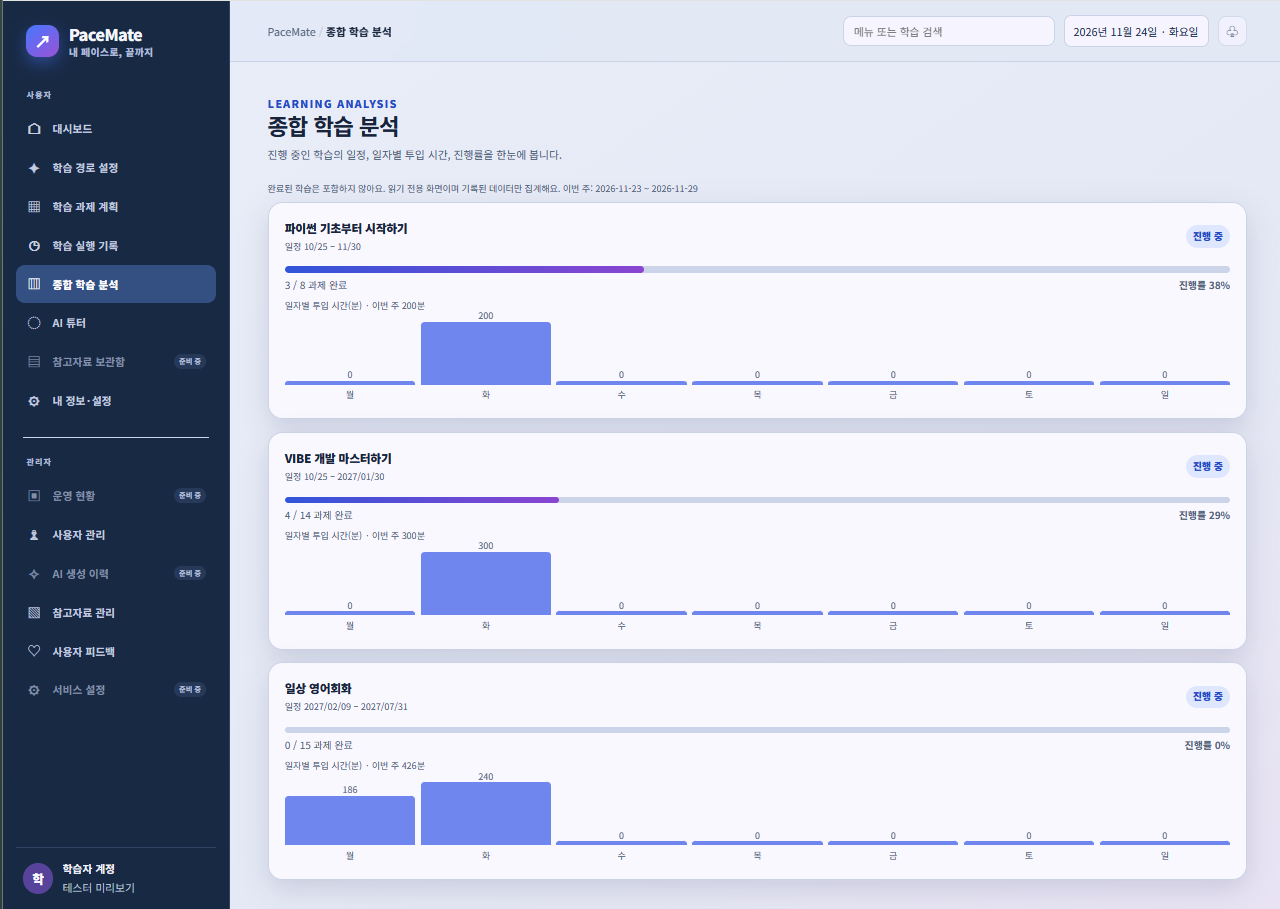 PaceMate
내 페이스로, 끝까지
사용자
대시보드
학습 경로 설정
학습 과제 계획
학습 실행 기록
종합 학습 분석
AI 튜터
참고자료 보관함 준비 중
내 정보·설정
관리자
운영 현황 준비 중
사용자 관리
AI 생성 이력 준비 중
참고자료 관리
사용자 피드백
서비스 설정 준비 중
학 학습자 계정
테스터 미리보기
PaceMate / 종합 학습 분석
메뉴 또는 학습 검색
2026년 11월 24일 · 화요일
LEARNING ANALYSIS
종합 학습 분석
진행 중인 학습의 일정, 일자별 투입 시간, 진행률을 한눈에 봅니다.
완료된 학습은 포함하지 않아요. 읽기 전용 화면이며 기록된 데이터만 집계해요. 이번 주: 2026-11-23 ~ 2026-11-29
파이썬 기초부터 시작하기
일정 10/25 – 11/30
진행 중
3 / 8 과제 완료 진행률 38%
일자별 투입 시간(분) · 이번 주 200분
0 200 0 0 0 0 0
월 화 수 목 금 토 일
VIBE 개발 마스터하기
일정 10/25 – 2027/01/30
진행 중
4 / 14 과제 완료 진행률 29%
일자별 투입 시간(분) · 이번 주 300분
0 300 0 0 0 0 0
월 화 수 목 금 토 일
일상 영어회화
일정 2027/02/09 – 2027/07/31
진행 중
0 / 15 과제 완료 진행률 0%
일자별 투입 시간(분) · 이번 주 426분
186 240 0 0 0 0 0
월 화 수 목 금 토 일